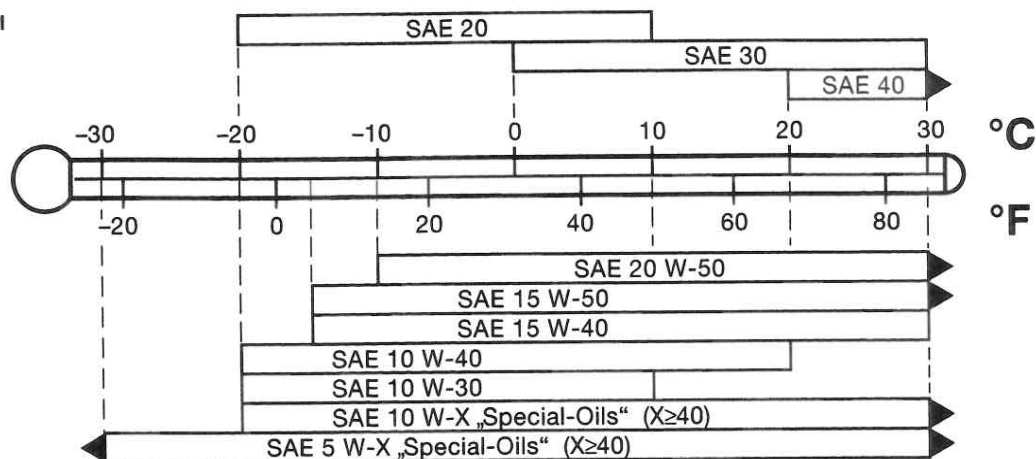 SAE 20
SAE 30
SAE 40
–30 –20 –10 0 10 20 30 °C
–20 0 20 40 60 80 °F
SAE 20 W-50
SAE 15 W-50
SAE 15 W-40
SAE 10 W-40
SAE 10 W-30
SAE 10 W-X „Special-Oils“ (X≥40)
SAE 5 W-X „Special-Oils“ (X≥40)